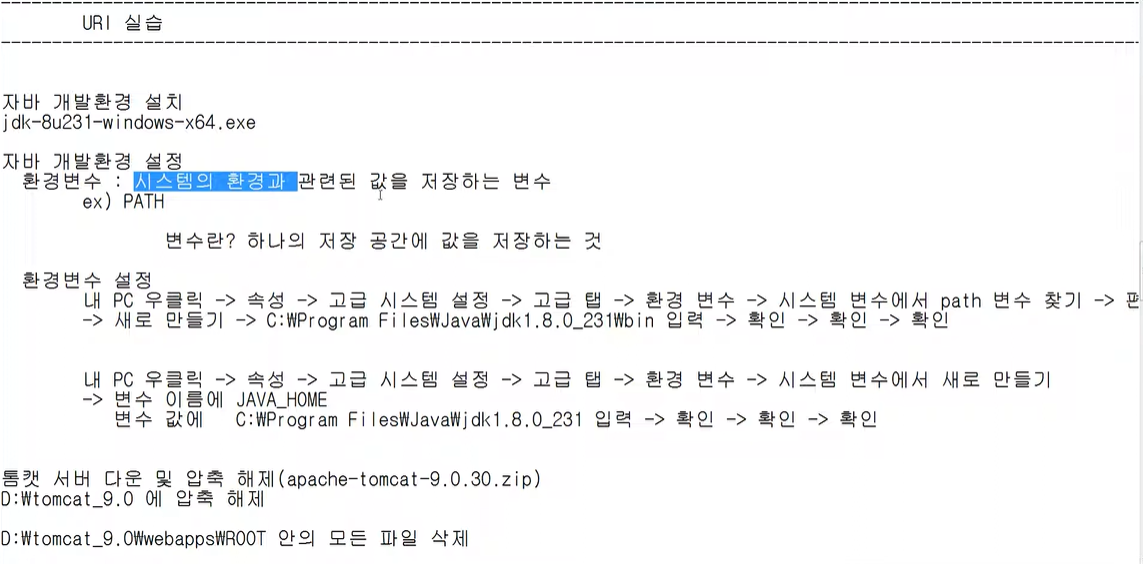 --------------------------------------------------------------------------------
URI 실습
--------------------------------------------------------------------------------
자바 개발환경 설치
jdk-8u231-windows-x64.exe
자바 개발환경 설정
환경변수 : 시스템의 환경과 관련된 값을 저장하는 변수
ex) PATH
변수란? 하나의 저장 공간에 값을 저장하는 것
환경변수 설정
내 PC 우클릭 -> 속성 -> 고급 시스템 설정 -> 고급 탭 -> 환경 변수 -> 시스템 변수에서 path 변수 찾기 ->
-> 새로 만들기 -> C:₩Program Files₩Java₩jdk1.8.0_231₩bin 입력 -> 확인 -> 확인 -> 확인
내 PC 우클릭 -> 속성 -> 고급 시스템 설정 -> 고급 탭 -> 환경 변수 -> 시스템 변수에서 새로 만들기
-> 변수 이름에 JAVA_HOME
변수 값에 C:₩Program Files₩Java₩jdk1.8.0_231 입력 -> 확인 -> 확인 -> 확인
톰캣 서버 다운 및 압축 해제(apache-tomcat-9.0.30.zip)
D:₩tomcat_9.0 에 압축 해제
D:₩tomcat_9.0₩webapps₩ROOT 안의 모든 파일 삭제